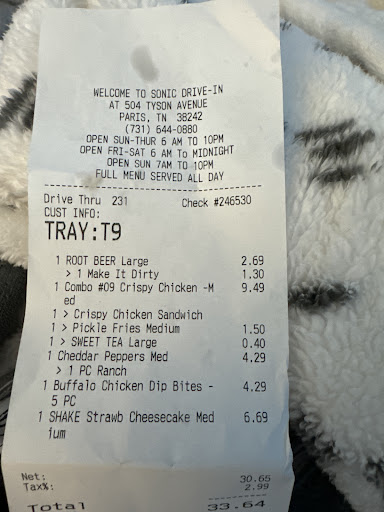 WELCOME TO SONIC DRIVE-IN
AT 504 TYSON AVENUE
PARIS, TN 38242
(731) 644-0880
OPEN SUN-THUR 6 AM TO 10PM
OPEN FRI-SAT 6 AM To MIDNIGHT
OPEN SUN 7AM TO 10PM
FULL MENU SERVED ALL DAY
Drive Thru 231 Check #246530
CUST INFO:
TRAY:T9
1 ROOT BEER Large 2.69
> 1 Make It Dirty 1.30
1 Combo #09 Crispy Chicken -M 9.49
ed
1 > Crispy Chicken Sandwich
1 > Pickle Fries Medium 1.50
1 > SWEET TEA Large 0.40
1 Cheddar Peppers Med 4.29
> 1 PC Ranch
1 Buffalo Chicken Dip Bites - 4.29
5 PC
1 SHAKE Strawb Cheesecake Med 6.69
ium
Net: 30.65
Tax%: 2.99
Total 33.64